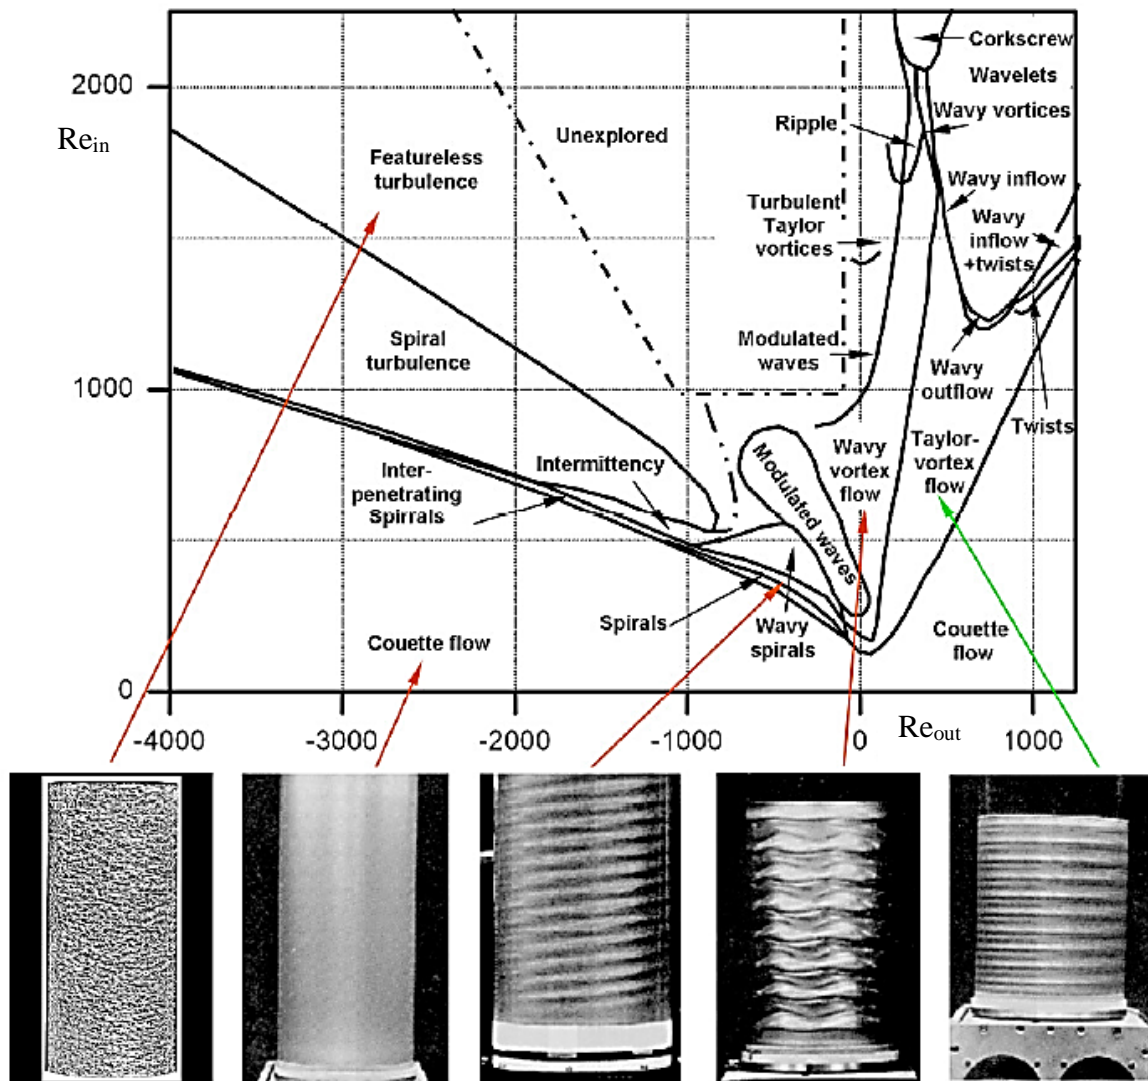 Corkscrew
2000
Wavelets
Re_in
Ripple
Wavy vortices
Unexplored
Featureless
turbulence
Wavy inflow
Turbulent
Taylor
vortices
Wavy
inflow
+twists
Spiral
turbulence
Modulated
waves
Wavy
outflow
1000
Twists
Intermittency
Modulated waves
Wavy
vortex
flow
Taylor-
vortex
flow
Inter-
penetrating
Spirrals
Spirals
Wavy
spirals
Couette flow
Couette
flow
0
-4000 -3000 -2000 -1000 0 Re_out 1000